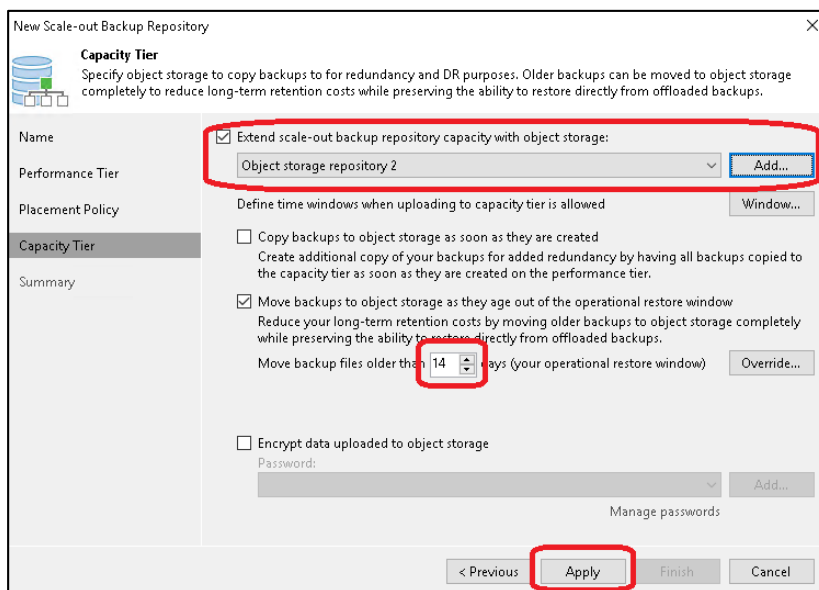 New Scale-out Backup Repository
Capacity Tier
Specify object storage to copy backups to for redundancy and DR purposes. Older backups can be moved to object storage
completely to reduce long-term retention costs while preserving the ability to restore directly from offloaded backups.
Name
Performance Tier
Placement Policy
Capacity Tier
Summary
Extend scale-out backup repository capacity with object storage:
Object storage repository 2
Add...
Define time windows when uploading to capacity tier is allowed
Window...
Copy backups to object storage as soon as they are created
Create additional copy of your backups for added redundancy by having all backups copied to
the capacity tier as soon as they are created on the performance tier.
Move backups to object storage as they age out of the operational restore window
Reduce your long-term retention costs by moving older backups to object storage completely
while preserving the ability to restore directly from offloaded backups.
Move backup files older than 14 days (your operational restore window)
Override...
Encrypt data uploaded to object storage
Password:
Add...
Manage passwords
< Previous
Apply
Finish
Cancel